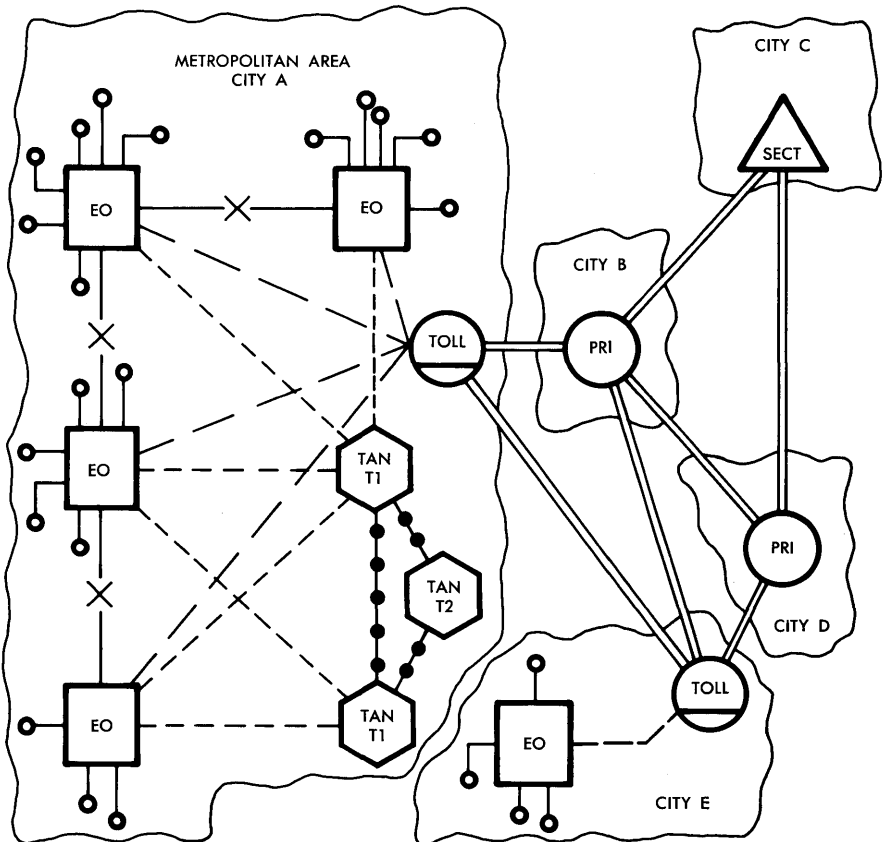 METROPOLITAN AREA
CITY A
CITY C
SECT
EO
EO
CITY B
TOLL
PRI
EO
TAN
T1
PRI
TAN
T2
CITY D
TOLL
EO
TAN
T1
EO
CITY E